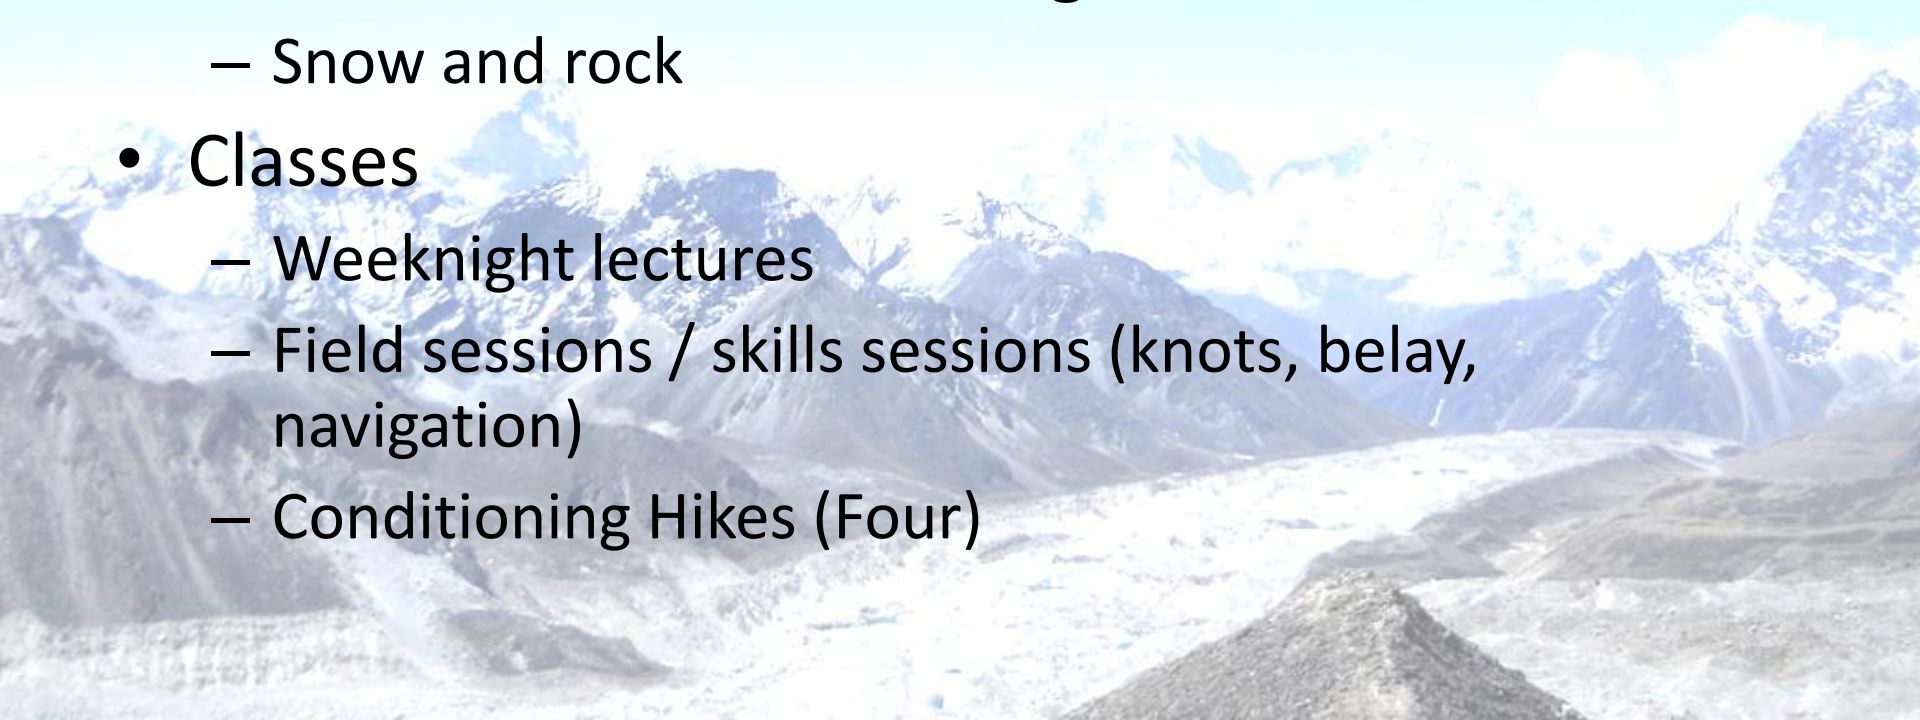 – Snow and rock
• Classes
– Weeknight lectures
– Field sessions / skills sessions (knots, belay,
navigation)
– Conditioning Hikes (Four)